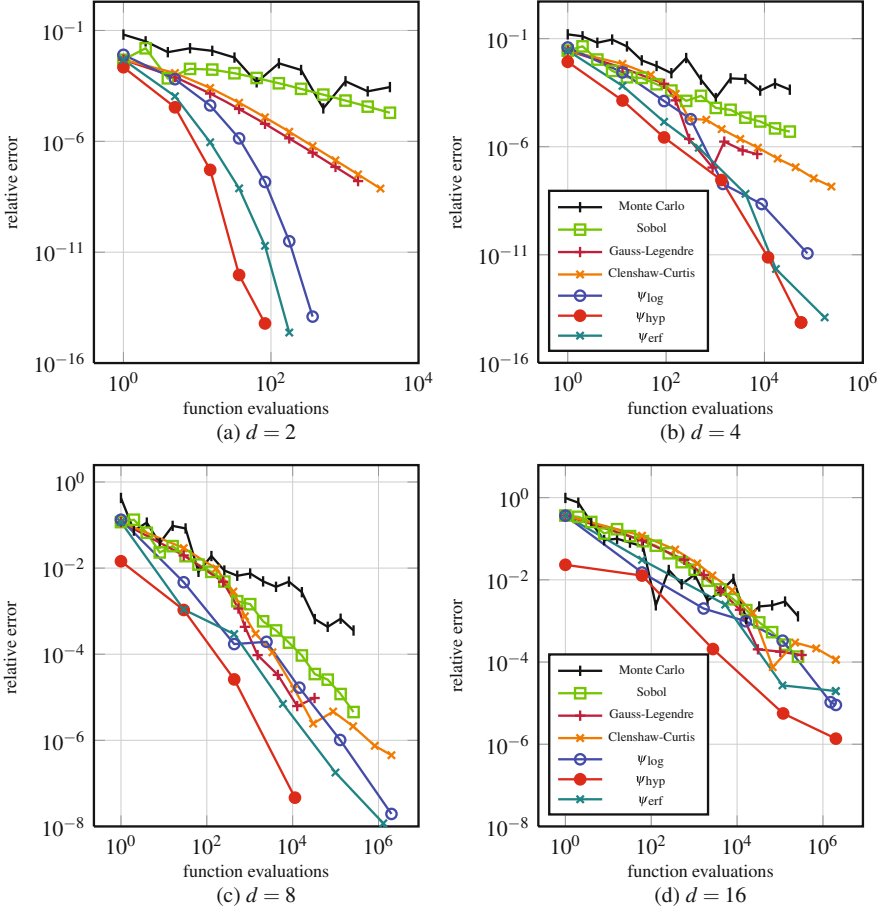 10^-1
10^-6
10^-11
10^-16
relative error
10^0
10^2
10^4
function evaluations
(a) d = 2
10^-1
10^-6
10^-11
10^-16
relative error
Monte Carlo
Sobol
Gauss-Legendre
Clenshaw-Curtis
ψlog
ψhyp
ψerf
10^0
10^2
10^4
10^6
function evaluations
(b) d = 4
10^0
10^-2
10^-4
10^-6
10^-8
relative error
10^0
10^2
10^4
10^6
function evaluations
(c) d = 8
10^0
10^-2
10^-4
10^-6
10^-8
relative error
Monte Carlo
Sobol
Gauss-Legendre
Clenshaw-Curtis
ψlog
ψhyp
ψerf
10^0
10^2
10^4
10^6
function evaluations
(d) d = 16